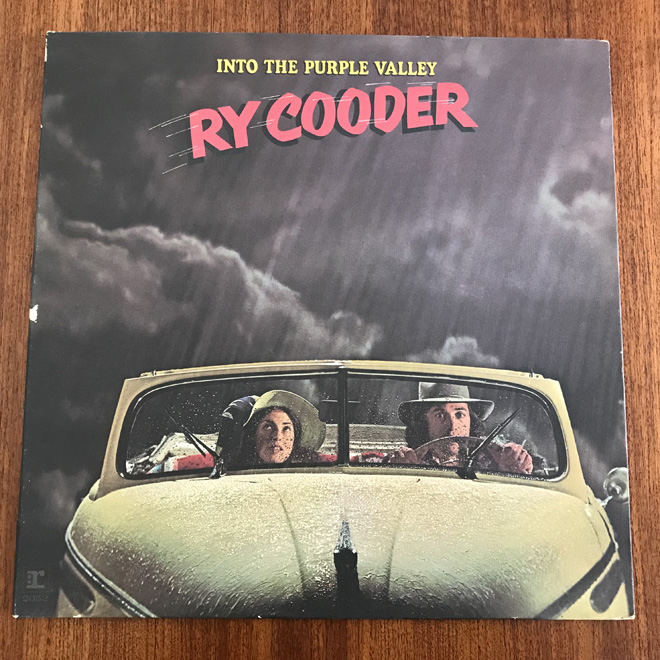 INTO THE PURPLE VALLEY
RY COODER